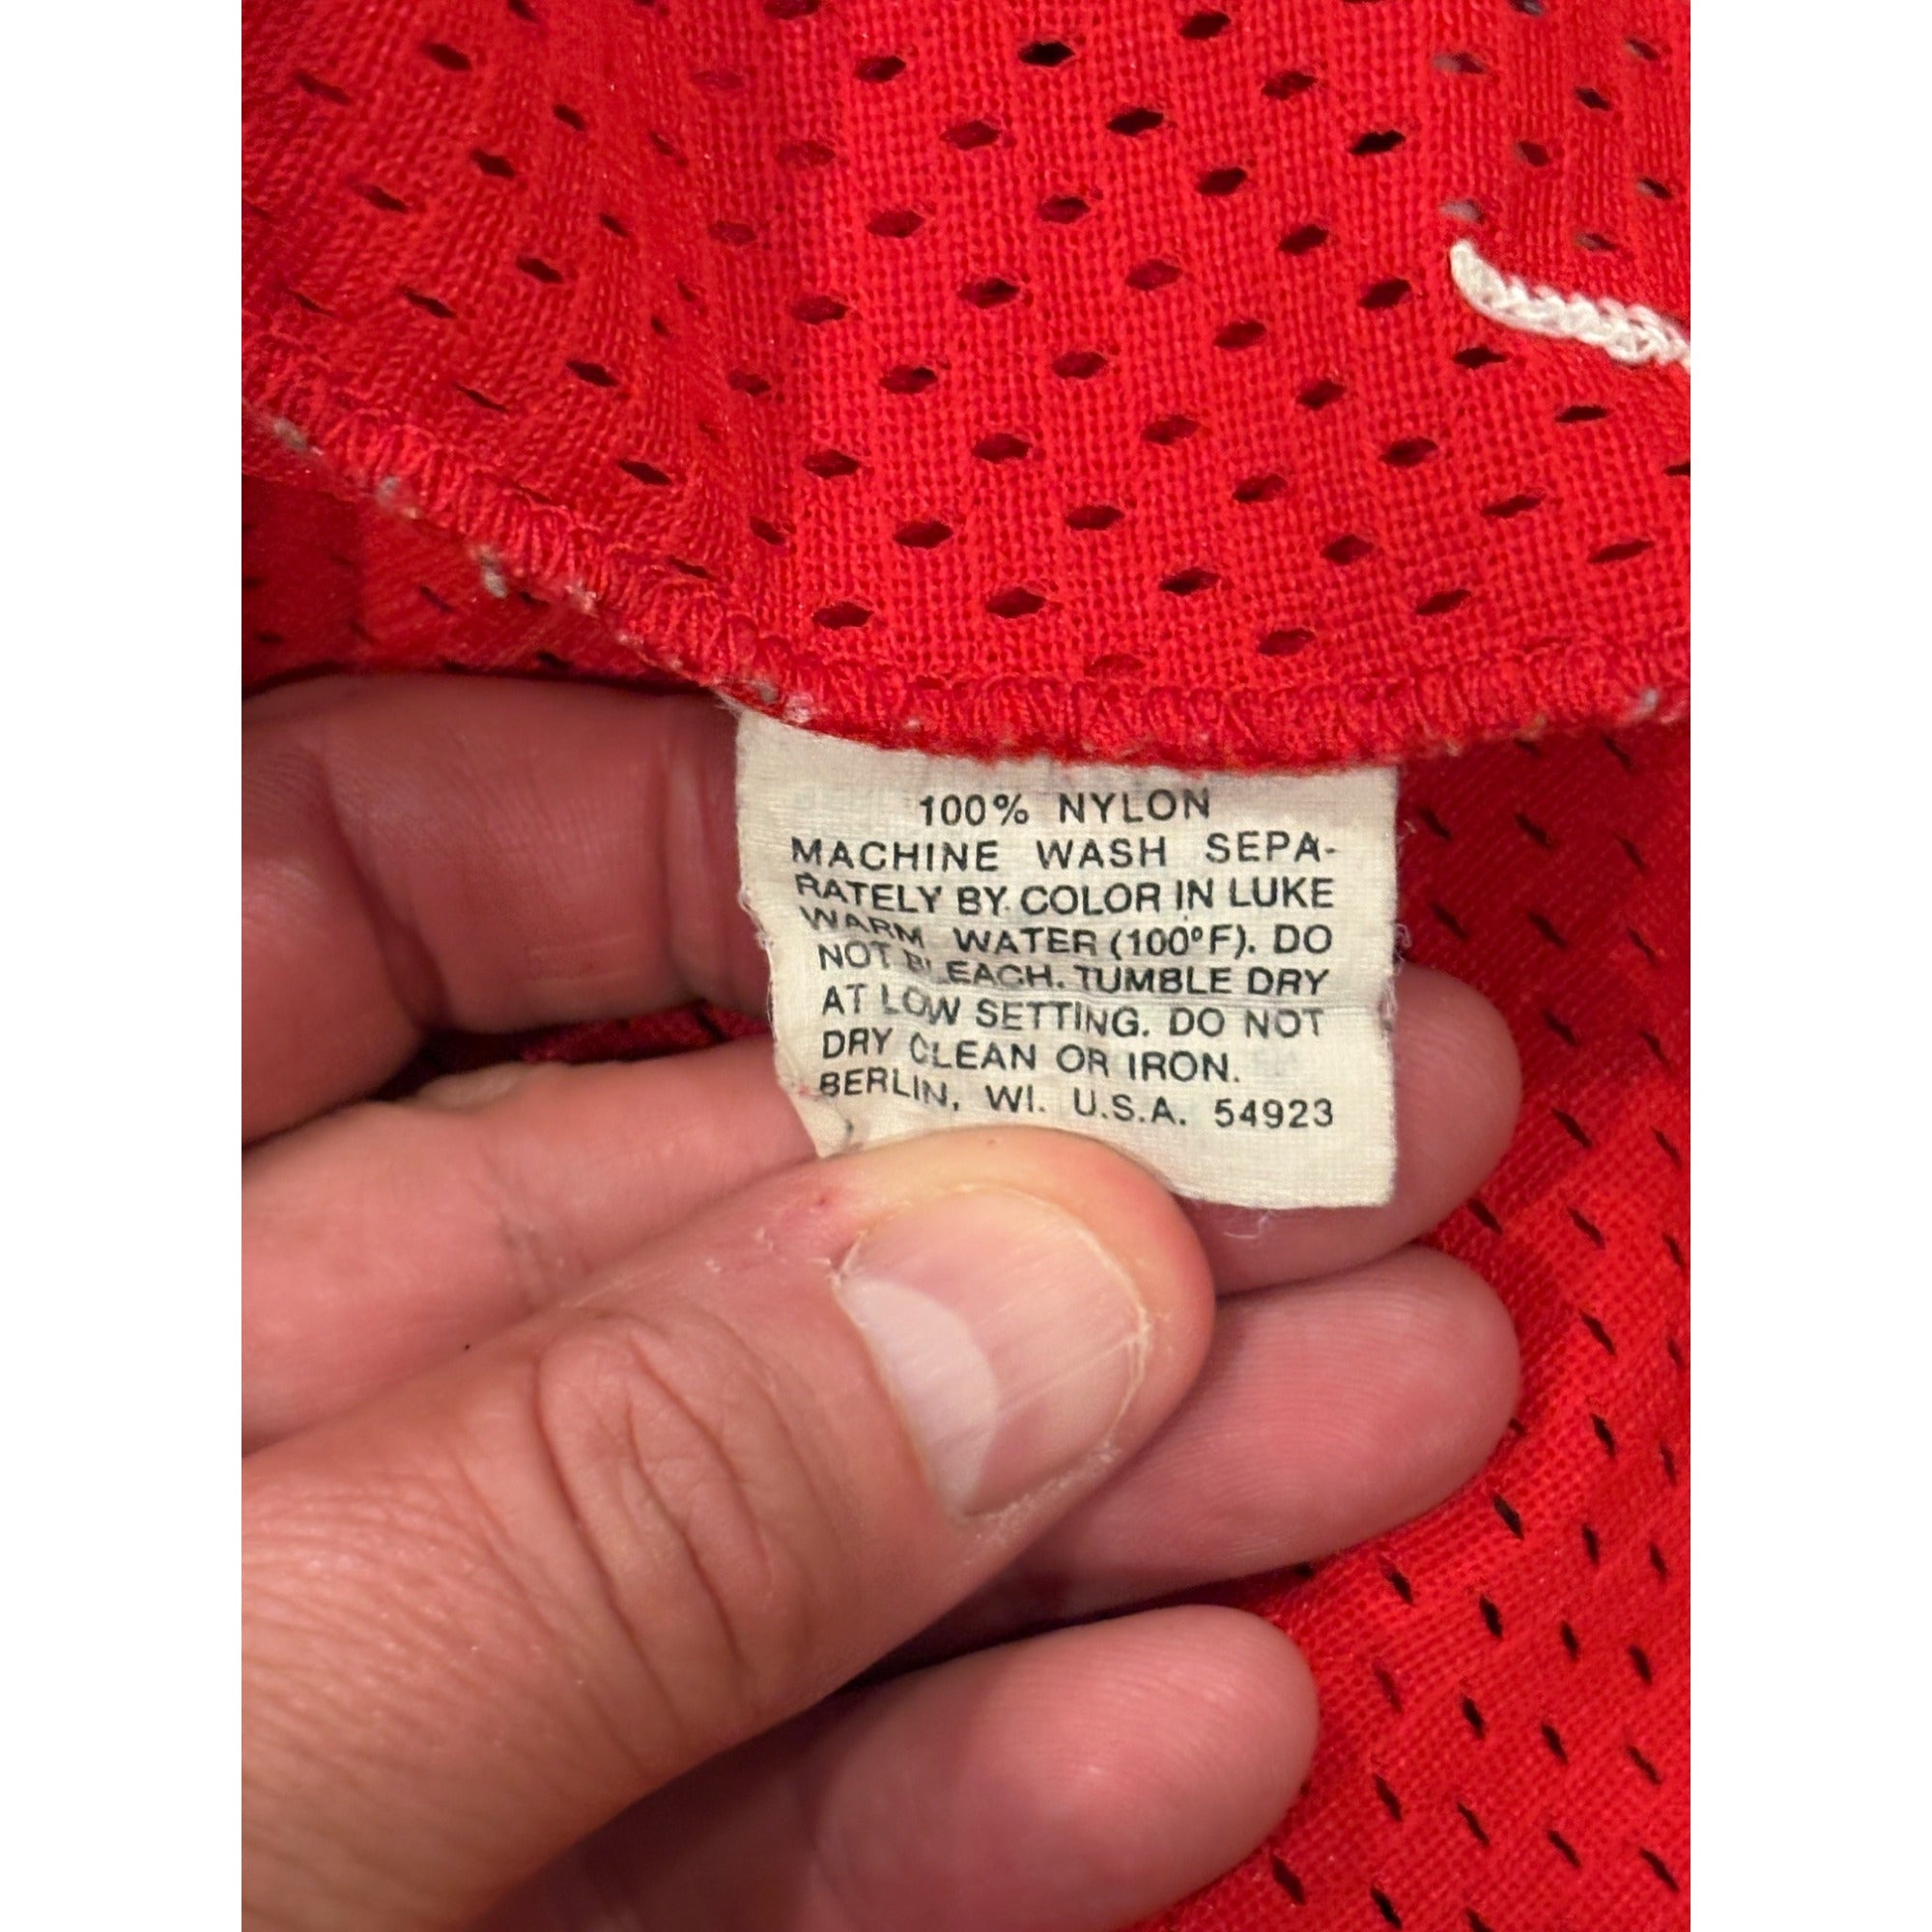 100% NYLON
MACHINE WASH SEPA-
RATELY BY COLOR IN LUKE
WARM WATER (100°F). DO
NOT BLEACH. TUMBLE DRY
AT LOW SETTING. DO NOT
DRY CLEAN OR IRON.
BERLIN, WI. U.S.A. 54923